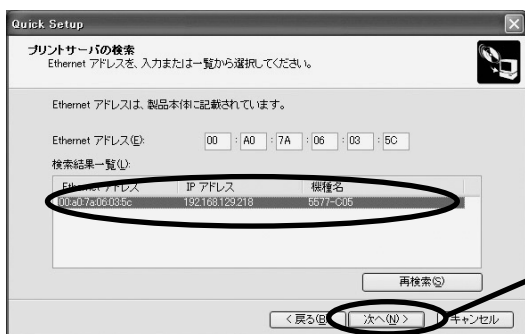 Quick Setup
プリントサーバの検索
Ethernet アドレスを、入力または一覧から選択してください。
Ethernet アドレスは、製品本体に記載されています。
Ethernet アドレス(E): 00 : A0 : 7A : 06 : 03 : 5C
検索結果一覧(L):
Ethernet アドレス IP アドレス 機種名
00:a0:7a:06:03:5c 192.168.129.218 5577-C05
再検索(S)
< 戻る(B) 次へ(N) > キャンセル